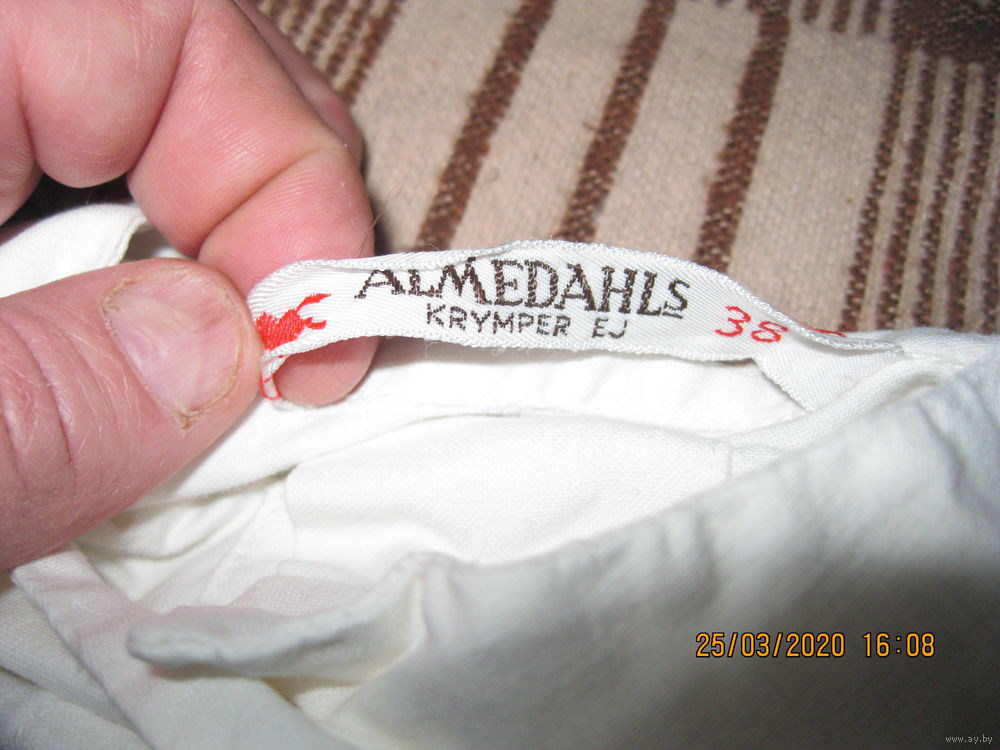 ALMEDAHLS
KRYMPER EJ
38
25/03/2020 16:08
www.ay.by